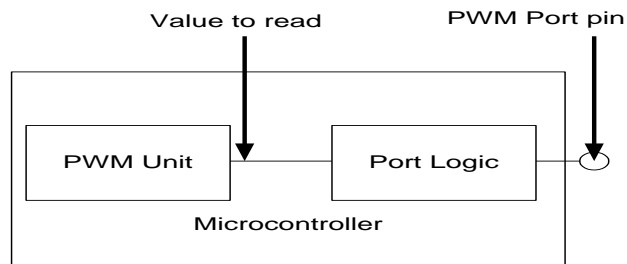 Value to read
PWM Port pin
PWM Unit
Port Logic
Microcontroller